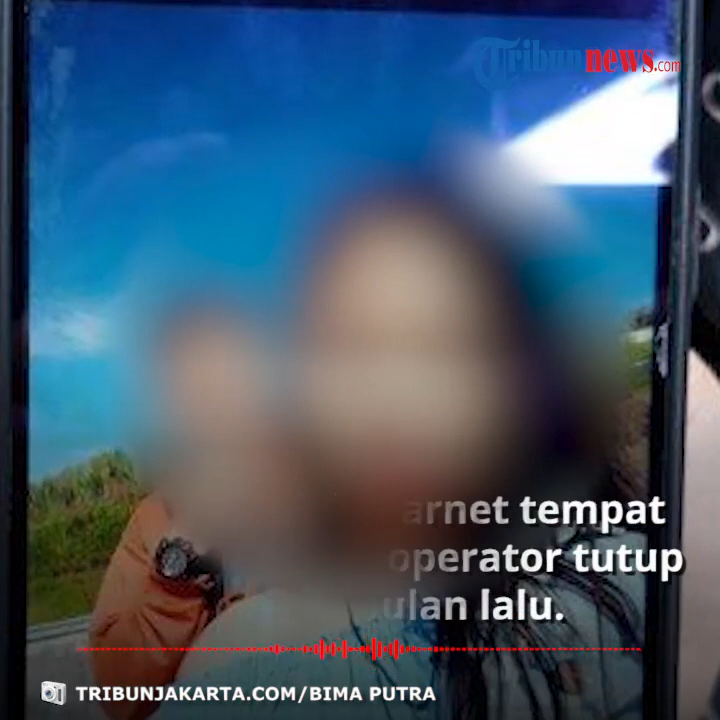 Tribunnews.com
arnet tempat
operator tutup
ulan lalu.
TRIBUNJAKARTA.COM/BIMA PUTRA